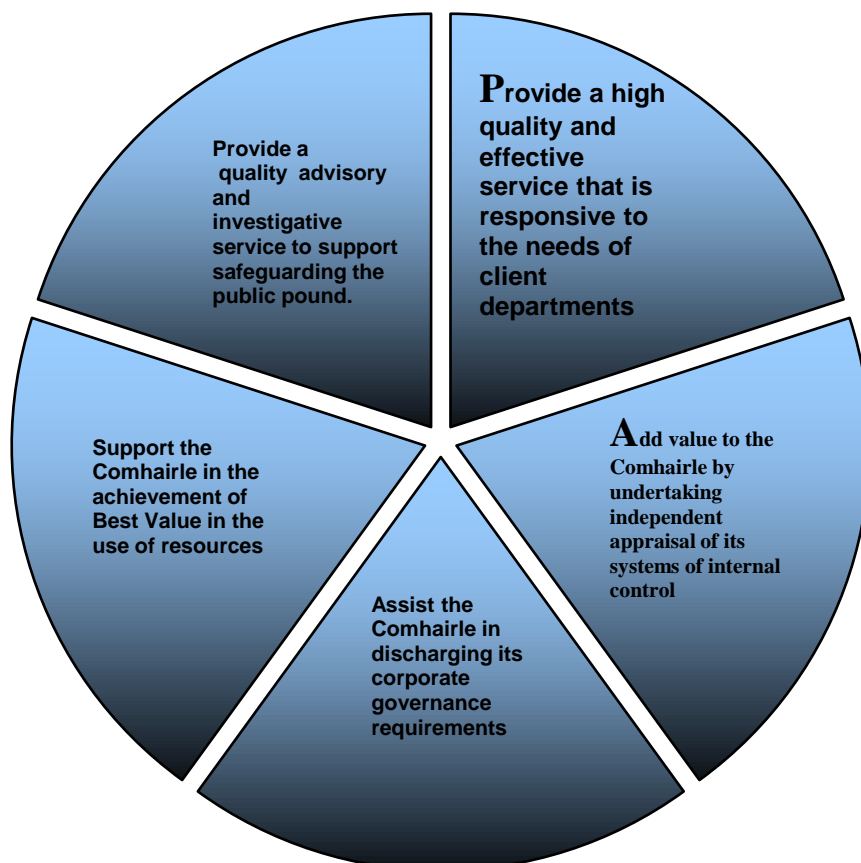 Provide a high
quality and
effective
service that is
responsive to
the needs of
client
departments
Add value to the
Comhairle by
undertaking
independent
appraisal of its
systems of internal
control
Assist the
Comhairle in
discharging its
corporate
governance
requirements
Support the
Comhairle in the
achievement of
Best Value in the
use of resources
Provide a
quality advisory
and
investigative
service to support
safeguarding the
public pound.